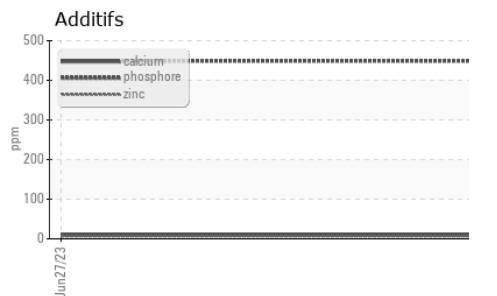 Additifs
500
400
300
200
100
0
ppm
calcium
phosphore
zinc
Jun27/23